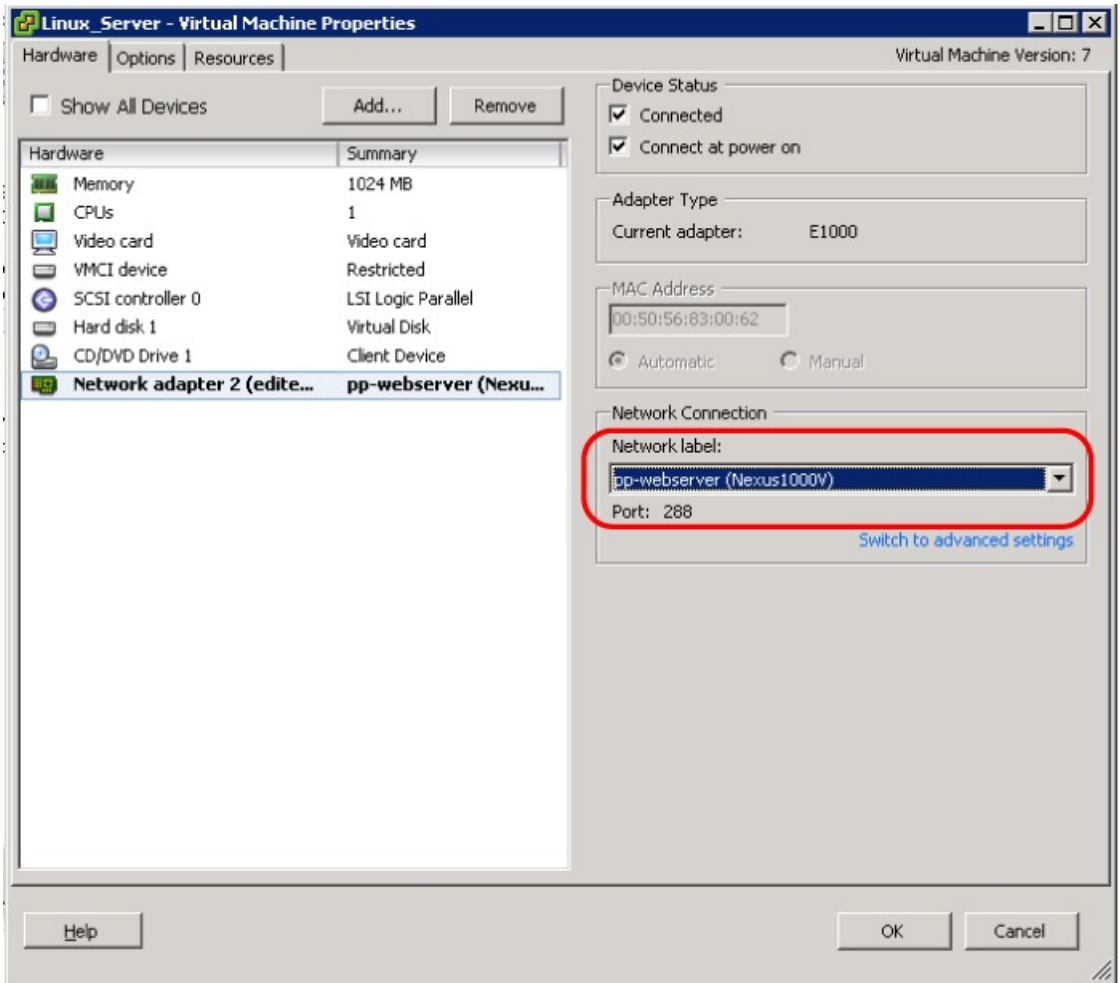 Linux_Server - Virtual Machine Properties
Hardware Options Resources Virtual Machine Version: 7
Show All Devices Add... Remove
Hardware Summary
Memory 1024 MB
CPUs 1
Video card Video card
VMCI device Restricted
SCSI controller 0 LSI Logic Parallel
Hard disk 1 Virtual Disk
CD/DVD Drive 1 Client Device
Network adapter 2 (edite... pp-webserver (Nexu...
Device Status
Connected
Connect at power on
Adapter Type
Current adapter: E1000
MAC Address
00:50:56:83:00:62
Automatic Manual
Network Connection
Network label:
pp-webserver (Nexus1000V)
Port: 288
Switch to advanced settings
Help OK Cancel